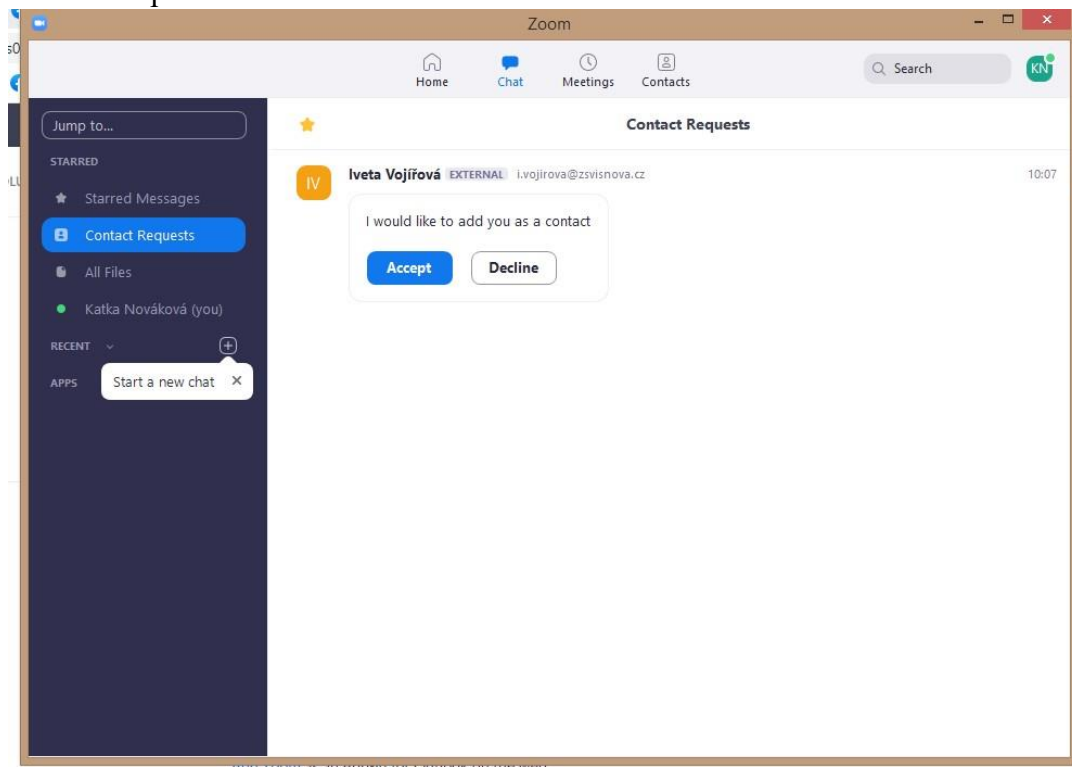 Zoom
Home
Chat
Meetings
Contacts
Search
KN
Jump to...
Contact Requests
STARRED
Starred Messages
Contact Requests
All Files
Katka Nováková (you)
RECENT
APPS
Start a new chat
IV
Iveta Vojířová EXTERNAL i.vojirova@zsvisnova.cz
10:07
I would like to add you as a contact
Accept
Decline